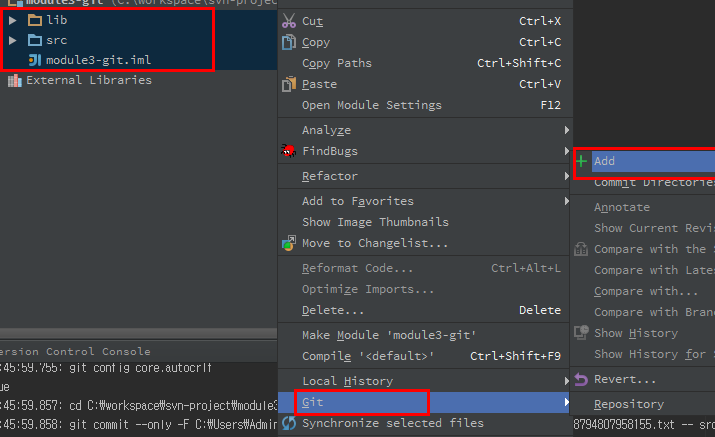 module3-git (C:\workspace\svn-project\
lib
src
module3-git.iml
External Libraries
Cut Ctrl+X
Copy Ctrl+C
Copy Paths Ctrl+Shift+C
Paste Ctrl+V
Open Module Settings F12
Analyze
FindBugs
Refactor
Add to Favorites
Show Image Thumbnails
Move to Changelist...
Reformat Code... Ctrl+Alt+L
Optimize Imports...
Delete... Delete
Make Module 'module3-git'
Compile '<default>' Ctrl+Shift+F9
Local History
Git
Synchronize selected files
Add
Commit Directories
Annotate
Show Current Revis
Compare with the S
Compare with Lates
Compare with...
Compare with Bran
Show History
Show History for S
Revert...
Repository
ersion Control Console
:45:59.755: git config core.autocrlf
ue
:45:59.857: cd C:₩workspace₩svn-project₩module3
:45:59.858: git commit --only -F C:₩Users₩Admin
8794807958155.txt -- src